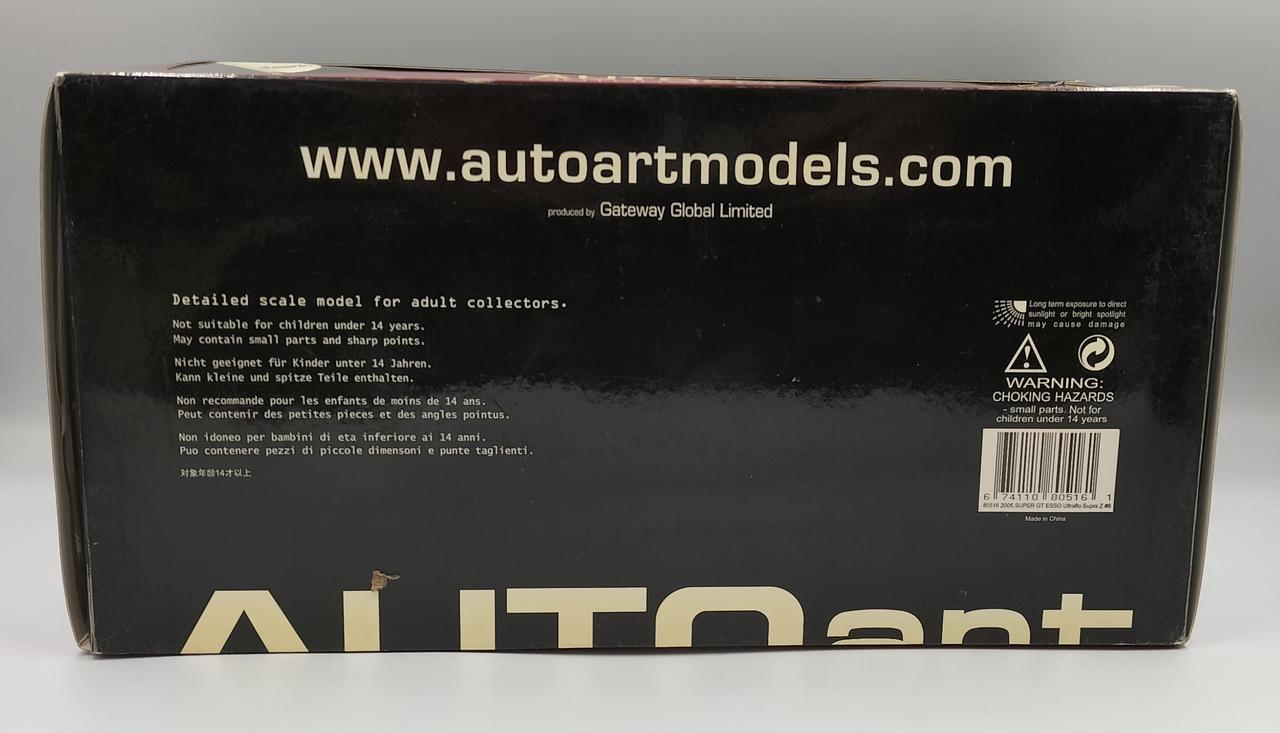 www.autoartmodels.com
produced by Gateway Global Limited
Detailed scale model for adult collectors.
Not suitable for children under 14 years.
May contain small parts and sharp points.
Nicht geeignet für Kinder unter 14 Jahren.
Kann kleine und spitze Teile enthalten.
Non recommande pour les enfants de moins de 14 ans.
Peut contenir des petites pieces et des angles pointus.
Non idoneo per bambini di eta inferiore ai 14 anni.
Puo contenere pezzi di piccole dimensoni e punte taglienti.
対象年齢14才以上
Long term exposure to direct
sunlight or bright spotlight
may cause damage
WARNING:
CHOKING HAZARDS
- small parts. Not for
children under 14 years
6 74110 80516 1
80516 2005 SUPER GT ESSO Ultraflo Supra Z #6
Made in China
AUTOart